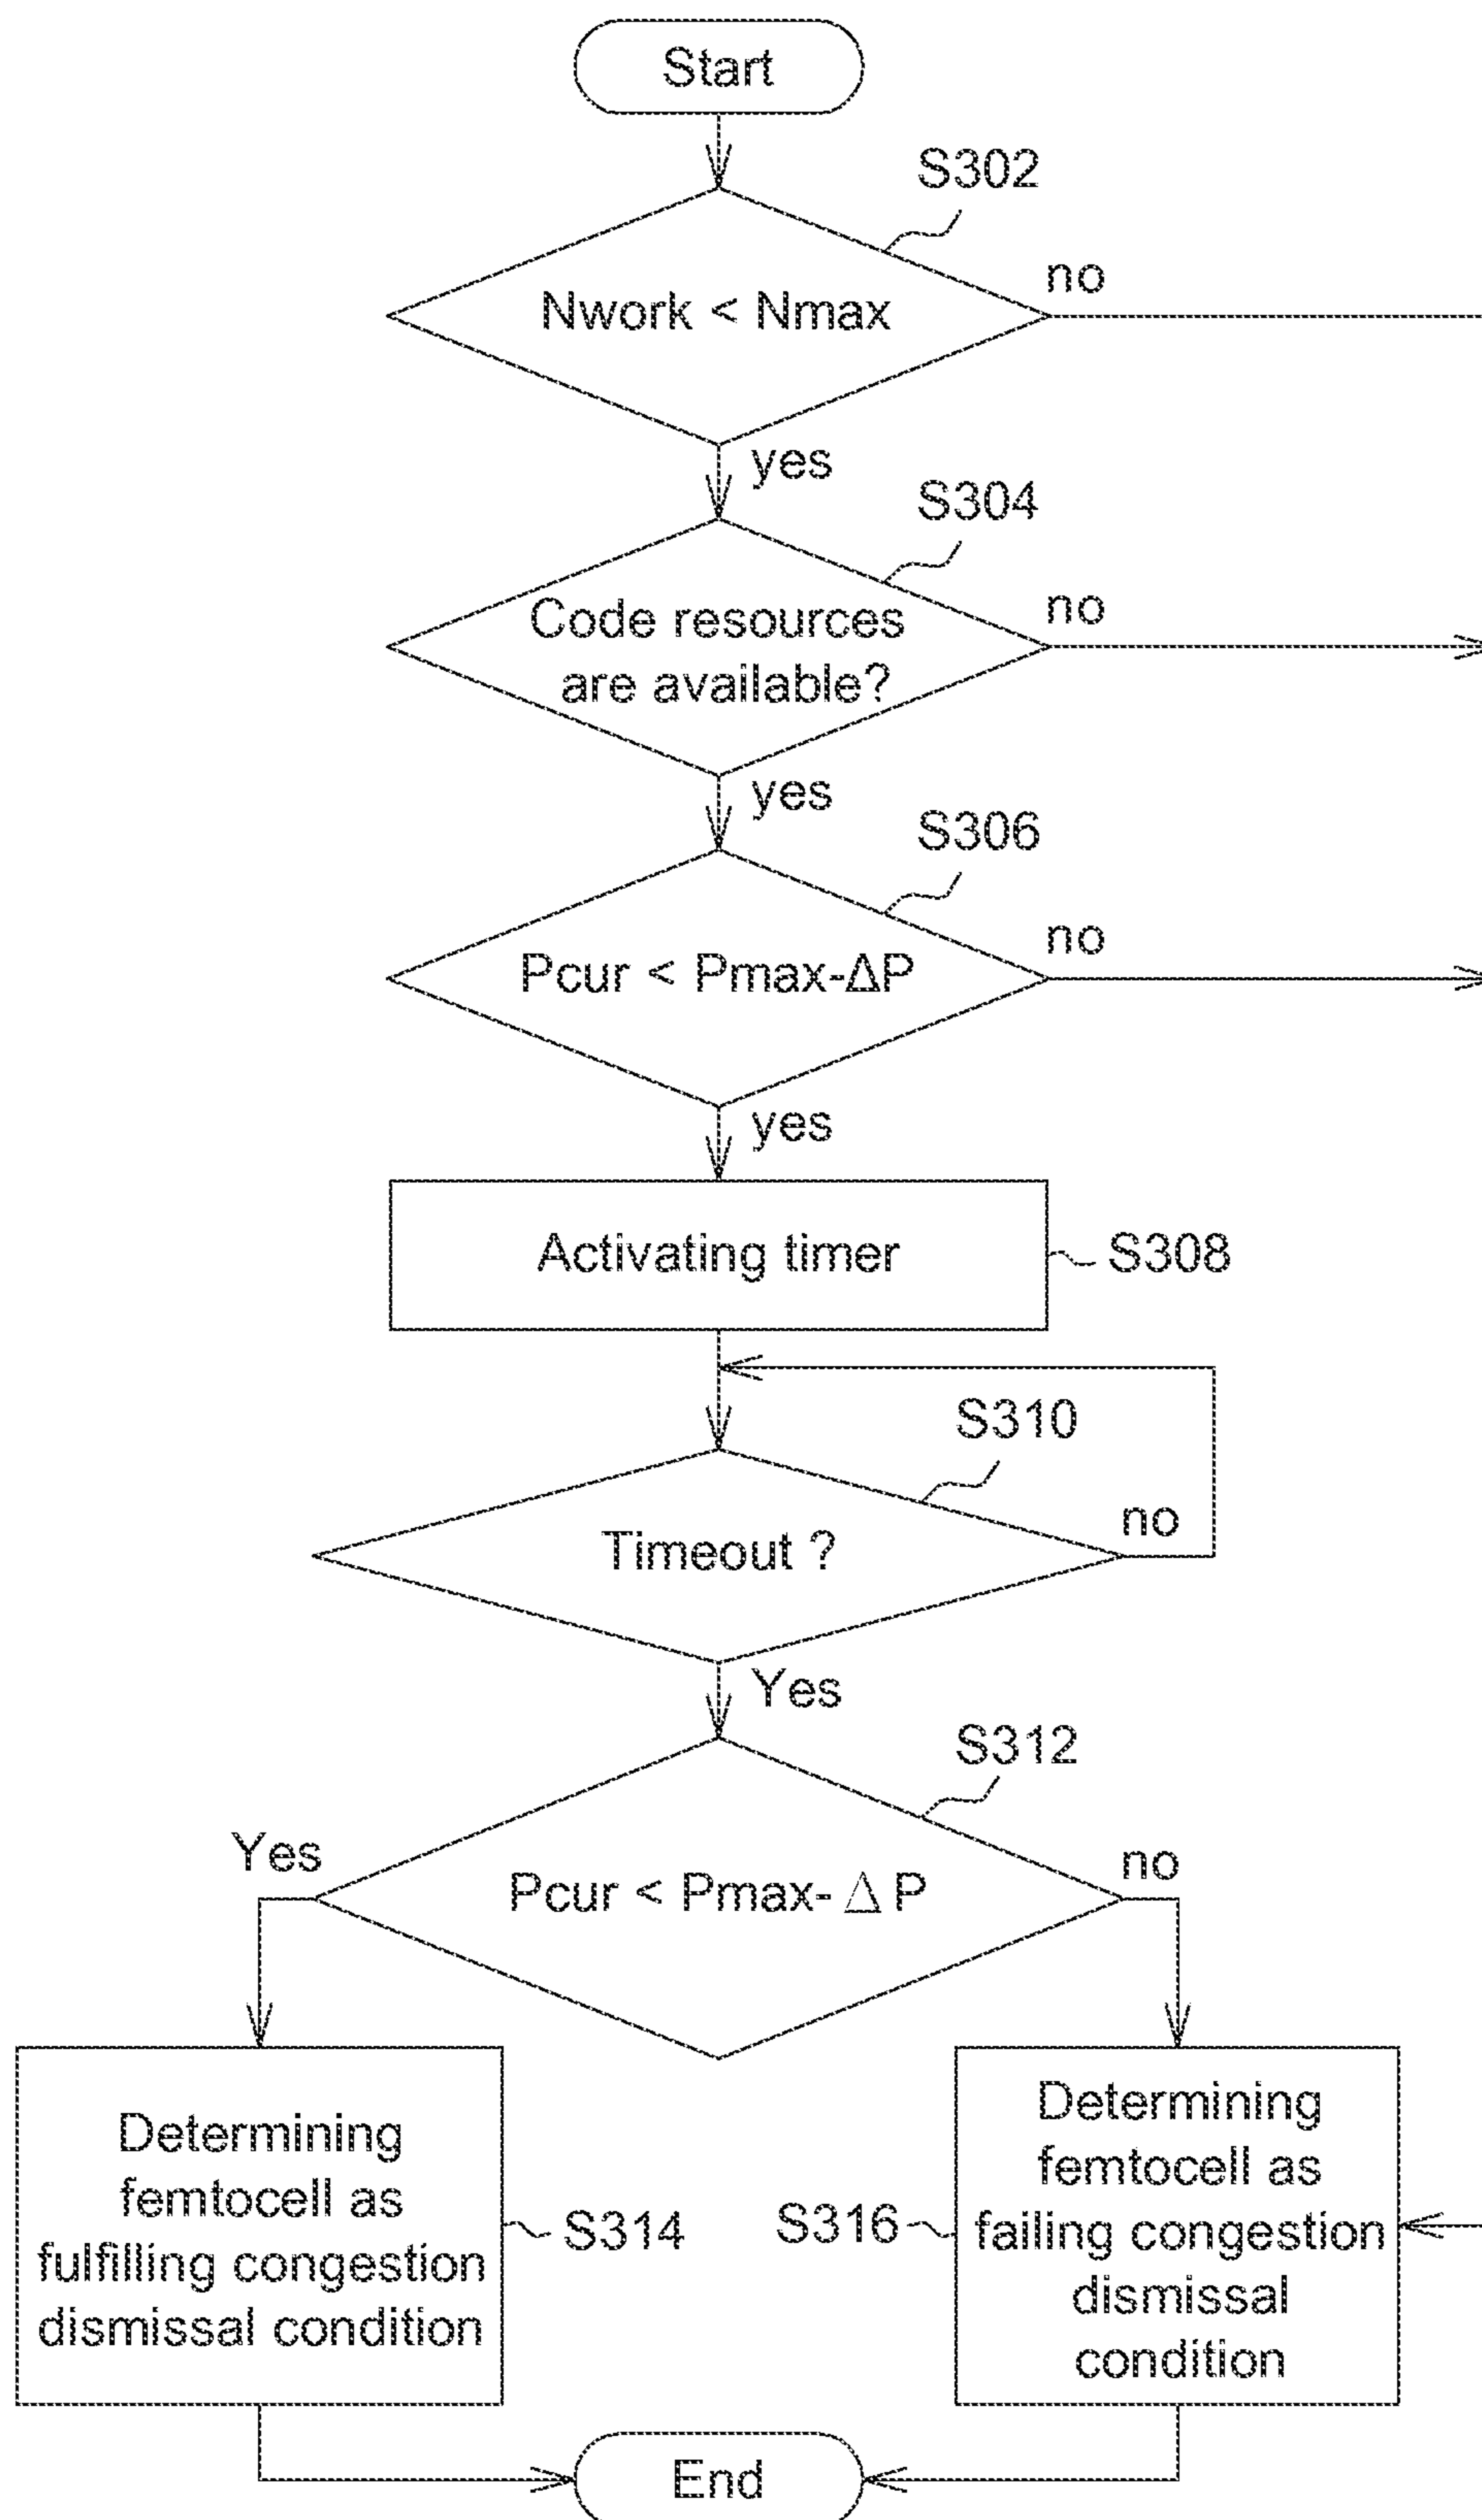 Start
S302
Nwork < Nmax
no
yes
S304
Code resources
are available?
no
yes
S306
Pcur < Pmax-ΔP
no
yes
Activating timer
S308
S310
Timeout ?
no
Yes
S312
Yes
Pcur < Pmax- Δ P
no
Determining
femtocell as
fulfilling congestion
dismissal condition
S314
S316
Determining
femtocell as
failing congestion
dismissal
condition
End